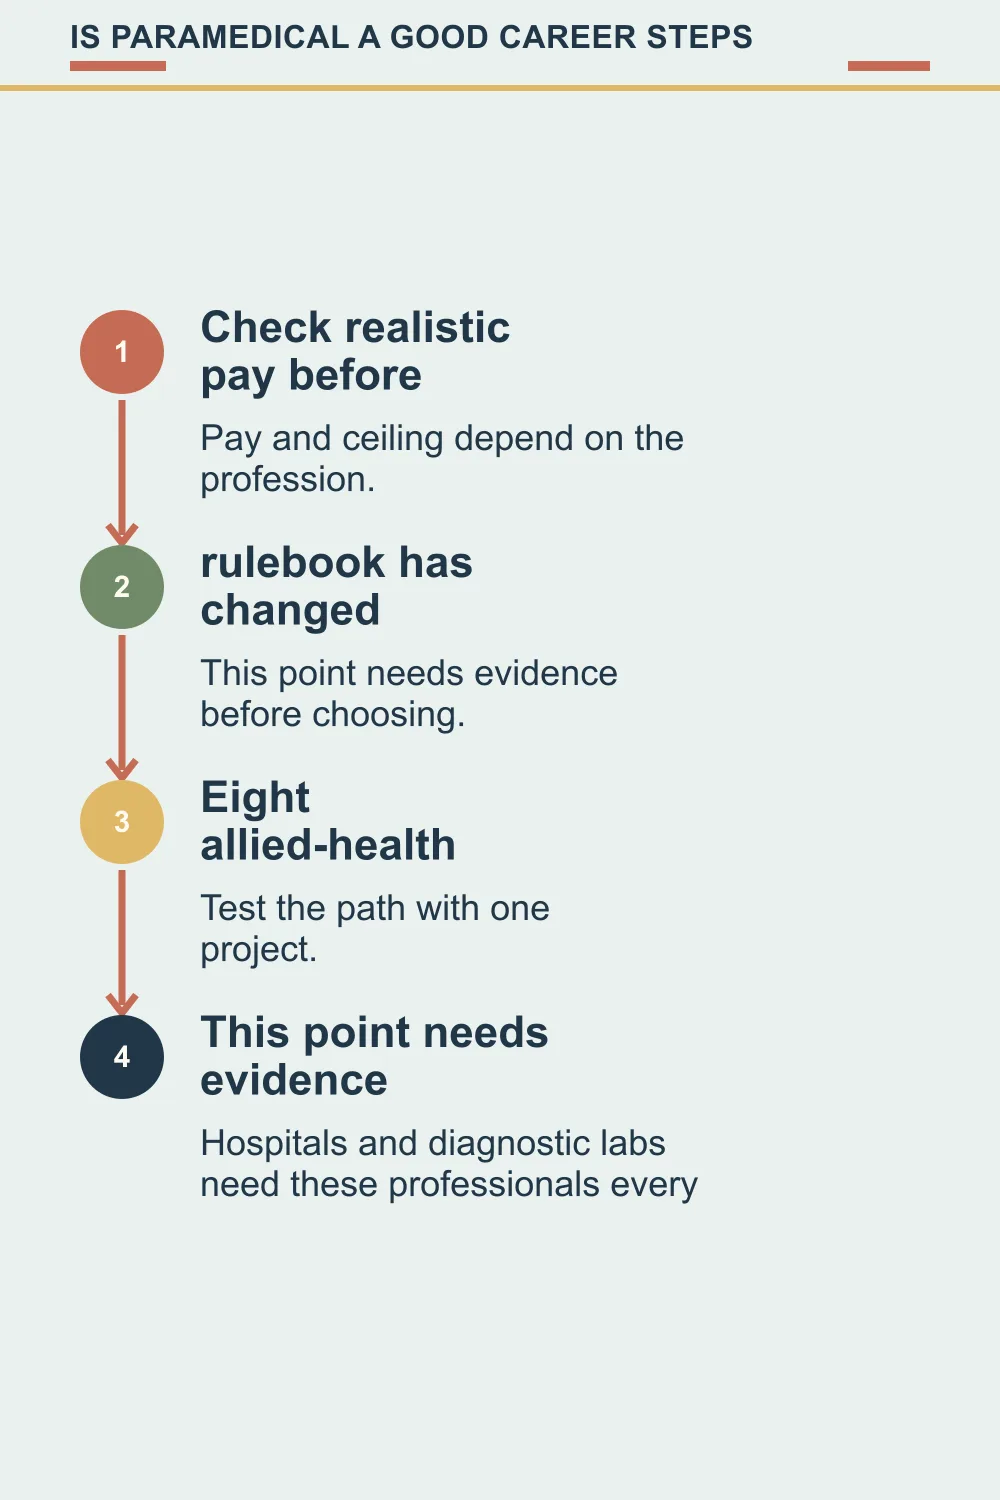 IS PARAMEDICAL A GOOD CAREER STEPS
1
Check realistic
pay before
Pay and ceiling depend on the
profession.
2
rulebook has
changed
This point needs evidence
before choosing.
3
Eight
allied-health
Test the path with one
project.
4
This point needs
evidence
Hospitals and diagnostic labs
need these professionals every